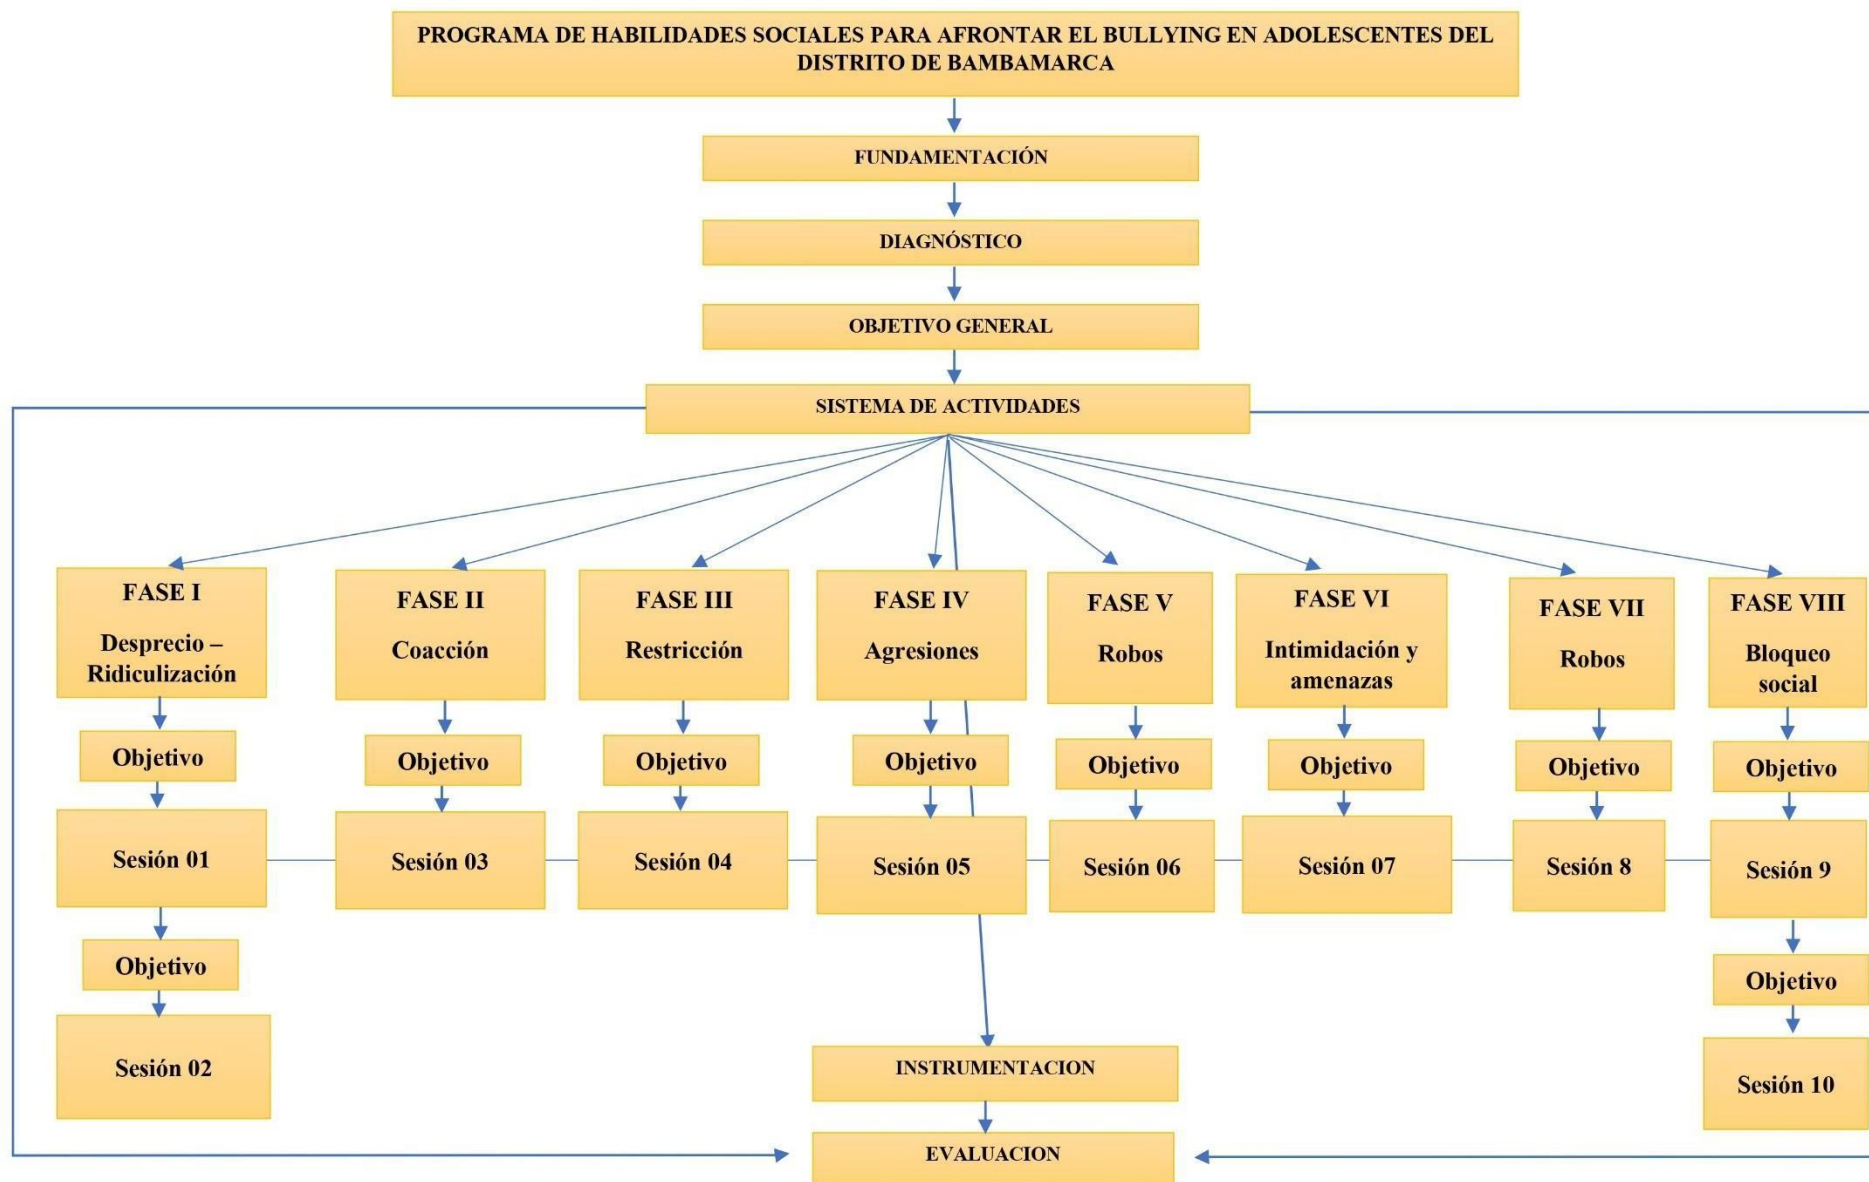 PROGRAMA DE HABILIDADES SOCIALES PARA AFRONTAR EL BULLYING EN ADOLESCENTES DEL
DISTRITO DE BAMBAMARCA
FUNDAMENTACIÓN
DIAGNÓSTICO
OBJETIVO GENERAL
SISTEMA DE ACTIVIDADES
FASE I
Desprecio –
Ridiculización
FASE II
Coacción
FASE III
Restricción
FASE IV
Agresiones
FASE V
Robos
FASE VI
Intimidación y
amenazas
FASE VII
Robos
FASE VIII
Bloqueo
social
Objetivo
Objetivo
Objetivo
Objetivo
Objetivo
Objetivo
Objetivo
Objetivo
Sesión 01
Sesión 03
Sesión 04
Sesión 05
Sesión 06
Sesión 07
Sesión 8
Sesión 9
Objetivo
Objetivo
Sesión 02
Sesión 10
INSTRUMENTACION
EVALUACION